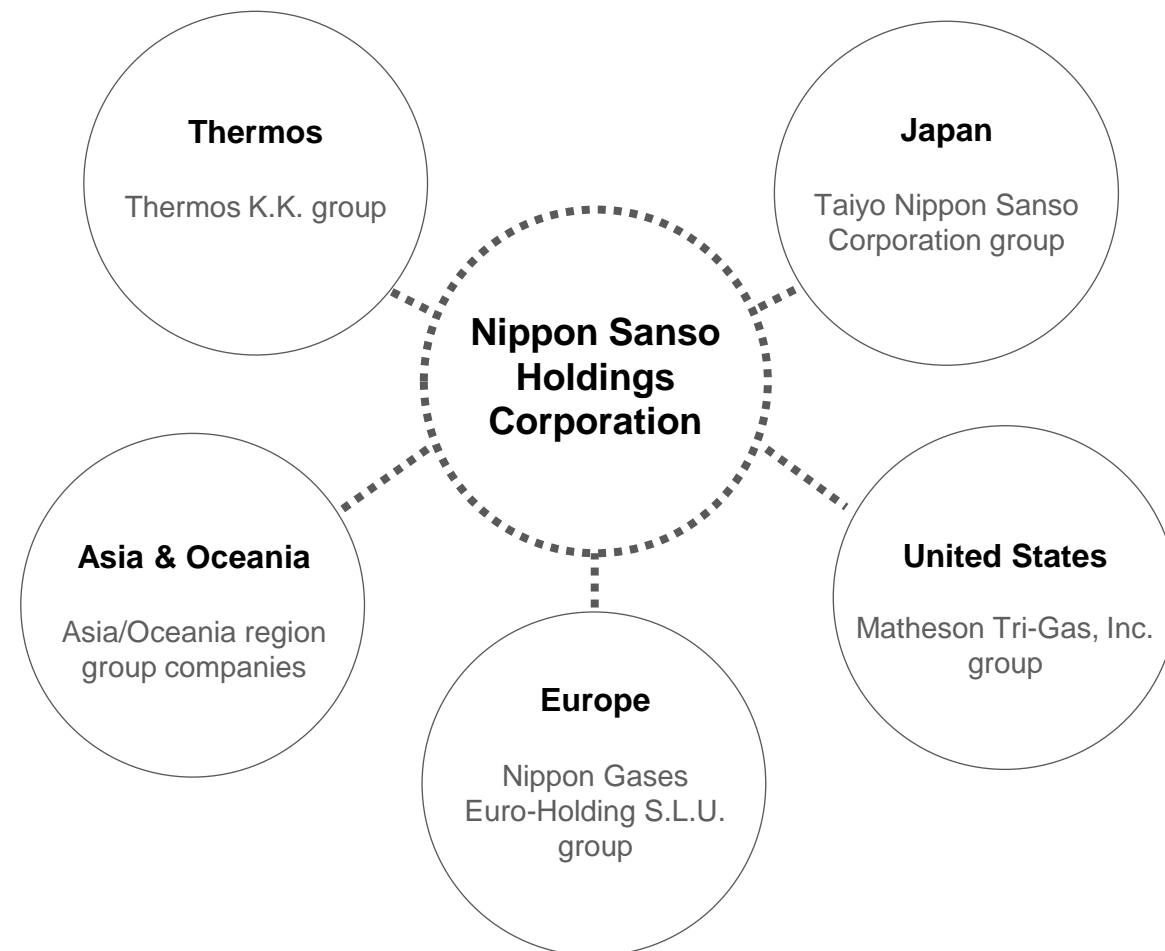 Thermos
Thermos K.K. group
Japan
Taiyo Nippon Sanso
Corporation group
Nippon Sanso
Holdings
Corporation
Asia & Oceania
Asia/Oceania region
group companies
United States
Matheson Tri-Gas, Inc.
group
Europe
Nippon Gases
Euro-Holding S.L.U.
group